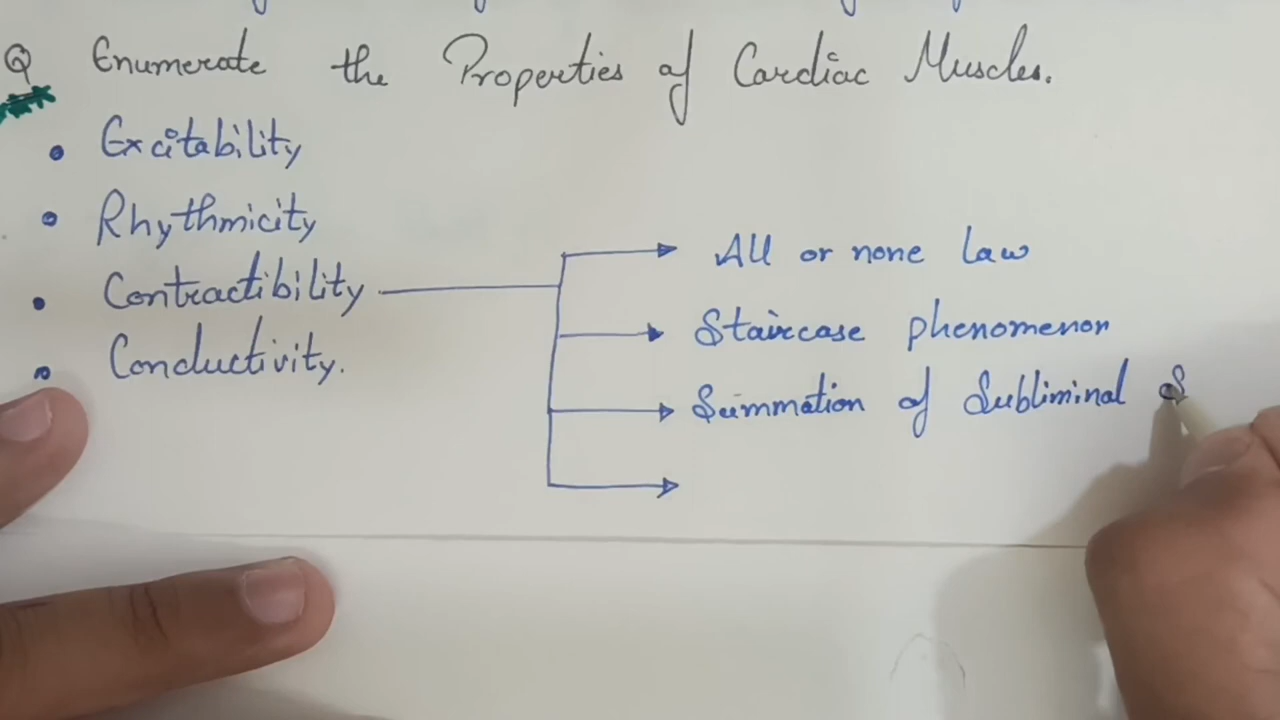 Q Enumerate the Properties of Cardiac Muscles.
• Excitability
• Rhythmicity
• Contractibility
• Conductivity.
All or none law
Staircase phenomenon
Summation of Subliminal S